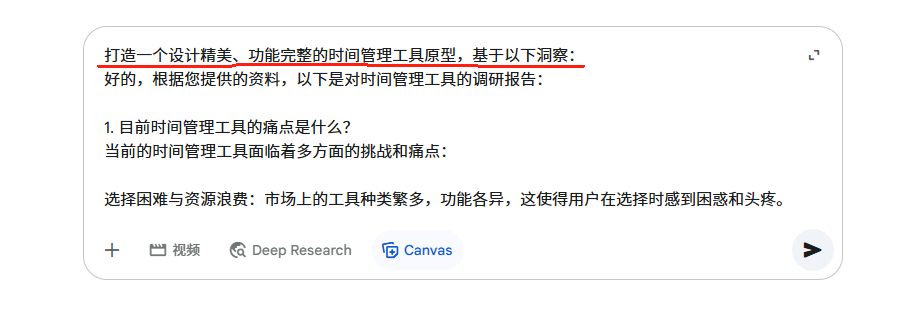 打造一个设计精美、功能完整的时间管理工具原型，基于以下洞察：
好的，根据您提供的资料，以下是对时间管理工具的调研报告：
1. 目前时间管理工具的痛点是什么？
当前的时间管理工具面临着多方面的挑战和痛点：
选择困难与资源浪费：市场上的工具种类繁多，功能各异，这使得用户在选择时感到困惑和头疼。
视频 Deep Research Canvas